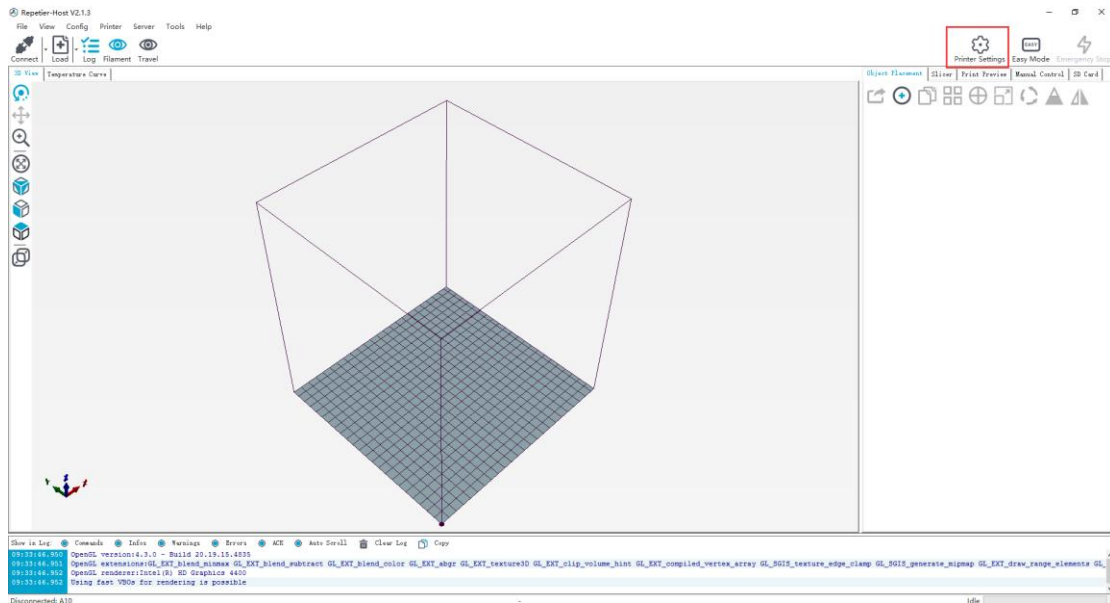 Repetier-Host V2.1.3
File View Config Printer Server Tools Help
Connect Load Log Filament Travel
Printer Settings EASY Easy Mode Emergency Stop
3D View Temperature Curve
Object Placement Slicer Print Preview Manual Control SD Card
Show in Log: Commands Infos Warnings Errors ACK Auto Scroll Clear Log Copy
09:33:46.950 OpenGL version:4.3.0 - Build 20.19.15.4835
09:33:46.951 OpenGL extensions:GL_EXT_blend_minmax GL_EXT_blend_subtract GL_EXT_blend_color GL_EXT_abgr GL_EXT_texture3D GL_EXT_clip_volume_hint GL_EXT_compiled_vertex_array GL_SGIS_texture_edge_clamp GL_SGIS_generate_mipmap GL_EXT_draw_range_elements GL_
09:33:46.952 OpenGL renderer:Intel(R) HD Graphics 4400
09:33:46.952 Using fast VBOs for rendering is possible
Disconnected: A10 - Idle